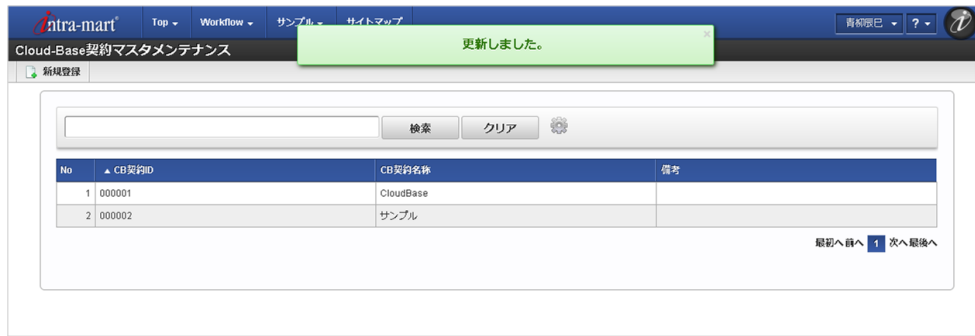 intra-mart Top Workflow サンプル サイトマップ 青柳辰巳 ?
更新しました。 ×
Cloud-Base契約マスタメンテナンス
新規登録
検索 クリア
No ▲ CB契約ID CB契約名称 備考
1 000001 CloudBase
2 000002 サンプル
最初へ 前へ 1 次へ 最後へ